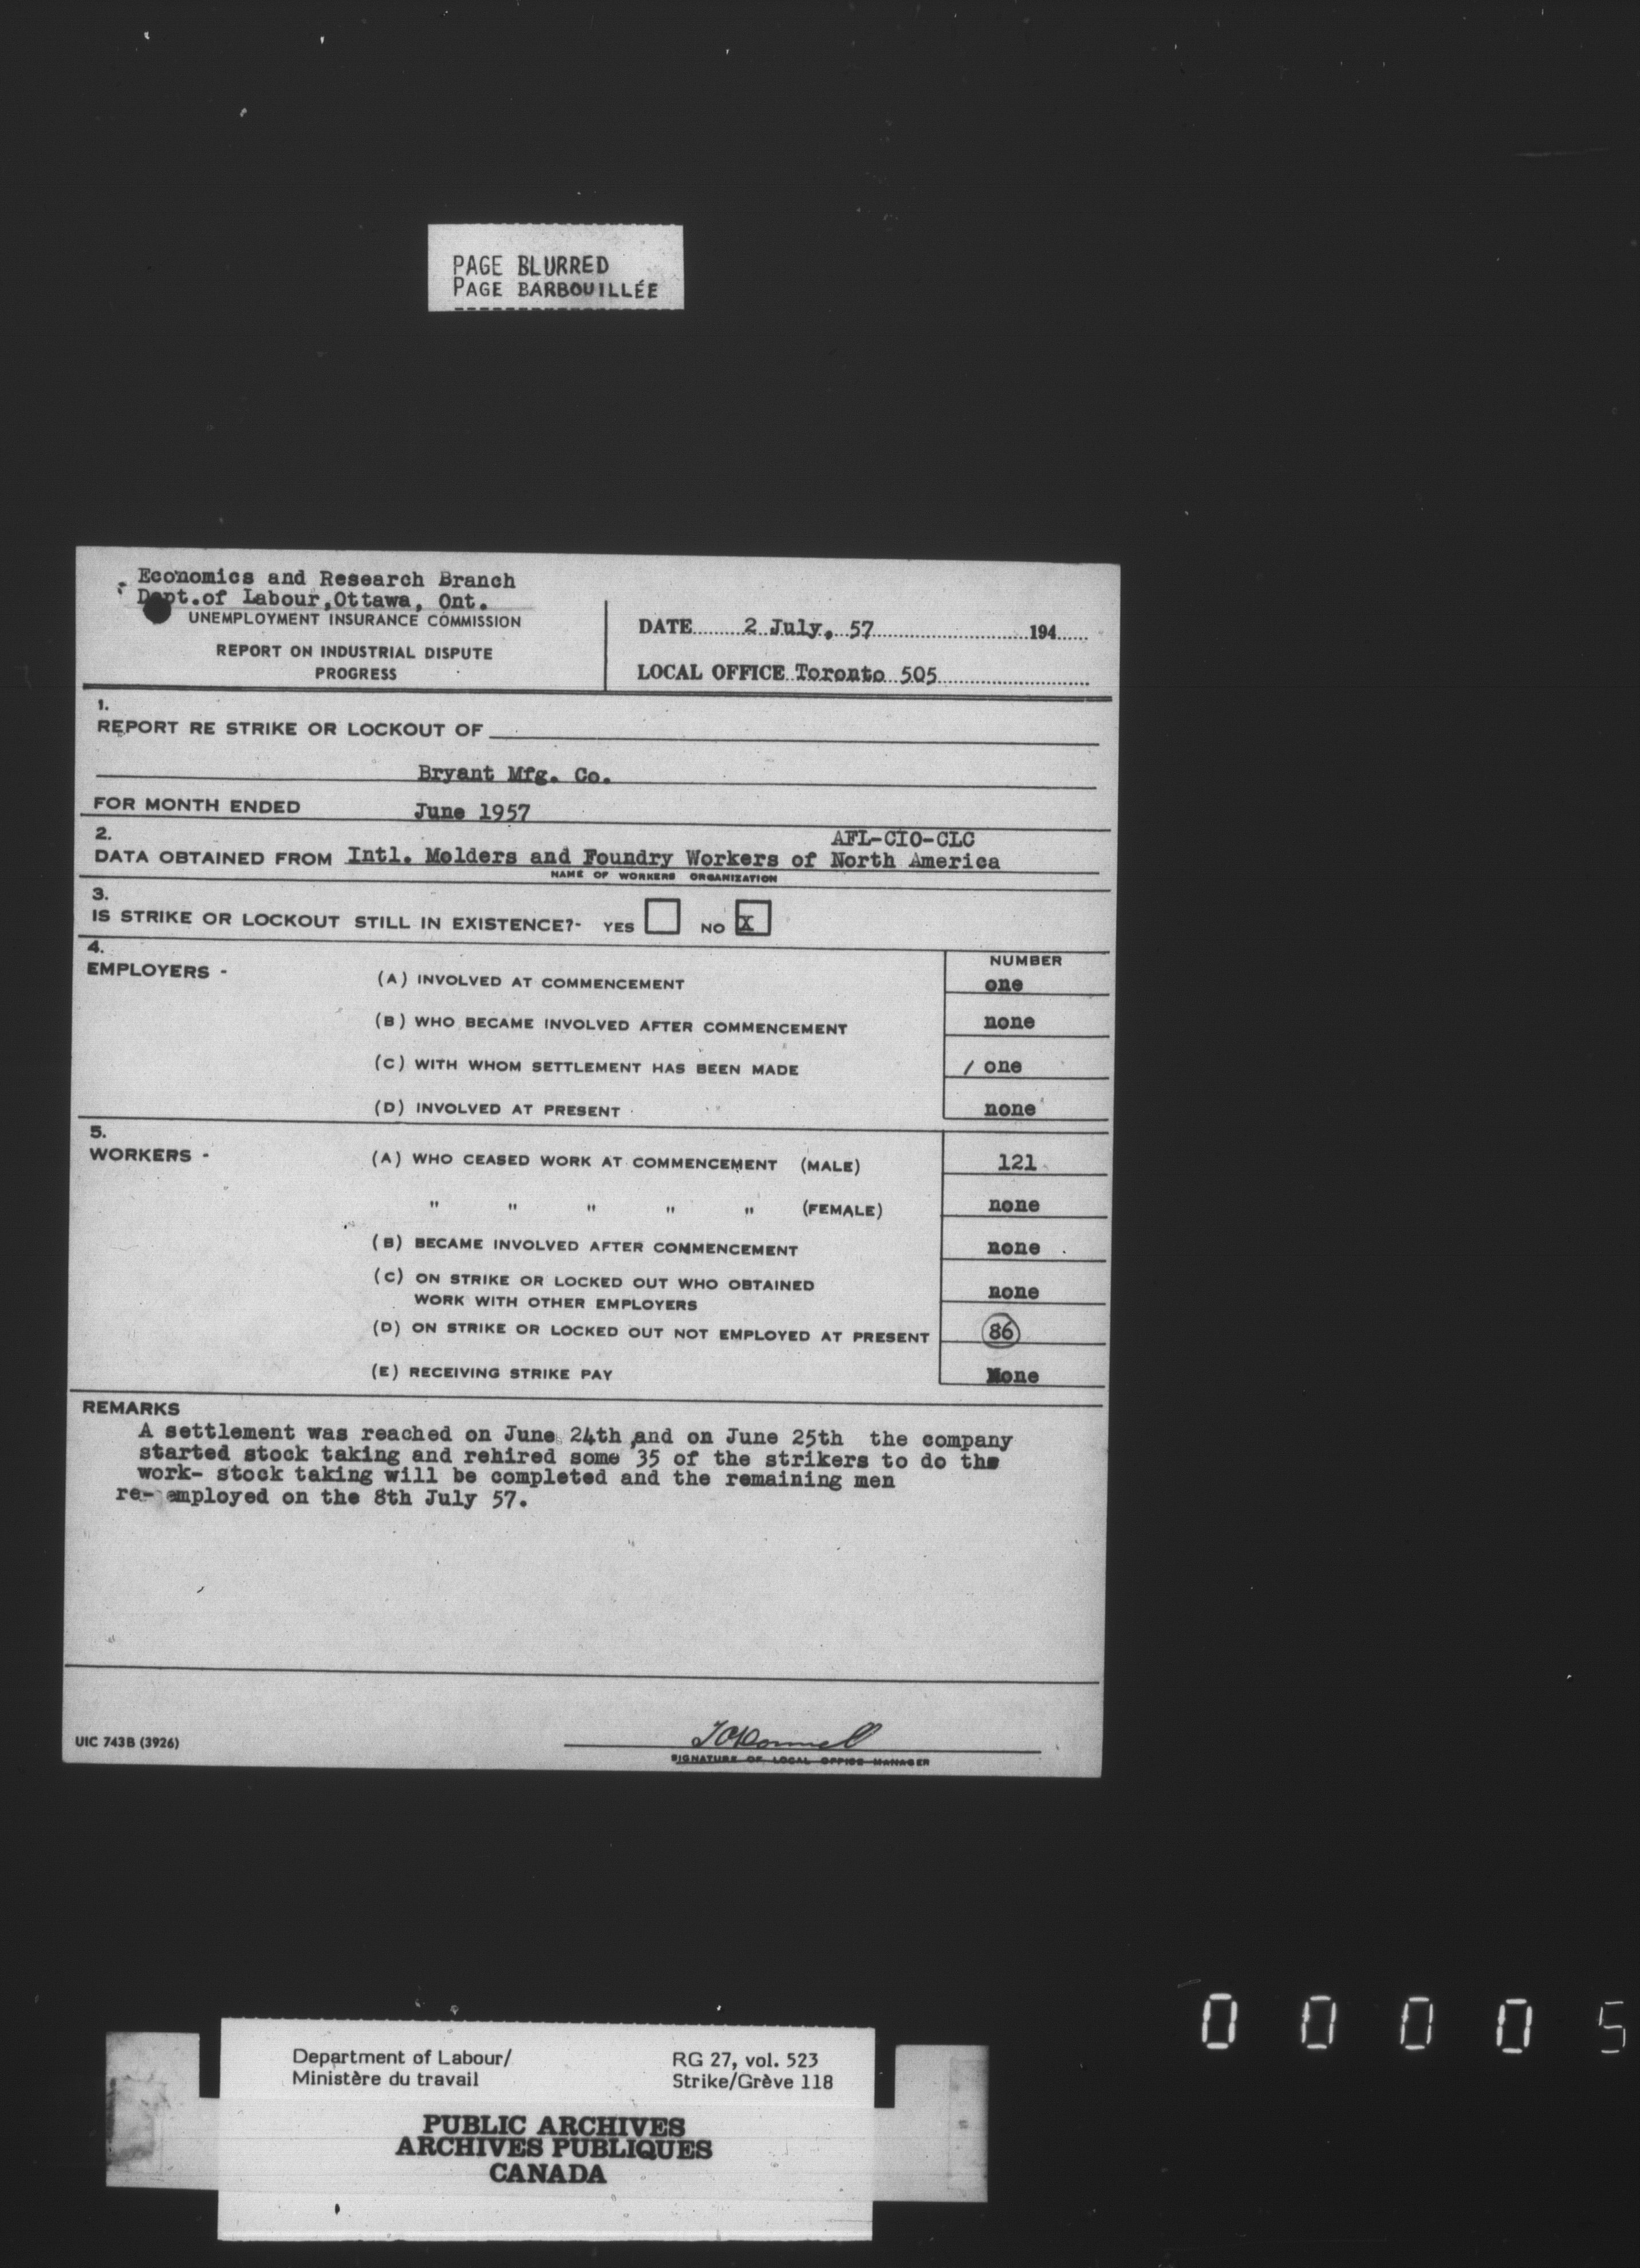 PAGE BLURRED
PAGE BARBOUILLÉE
Economics and Research Branch
Dept.of Labour,Ottawa, Ont.
UNEMPLOYMENT INSURANCE COMMISSION
REPORT ON INDUSTRIAL DISPUTE
PROGRESS
DATE 2 July, 57 194
LOCAL OFFICE Toronto 505
1.
REPORT RE STRIKE OR LOCKOUT OF
Bryant Mfg. Co.
FOR MONTH ENDED June 1957
2. AFL-CIO-CLC
DATA OBTAINED FROM Intl. Molders and Foundry Workers of North America
NAME OF WORKERS ORGANIZATION
3.
IS STRIKE OR LOCKOUT STILL IN EXISTENCE?- YES NO X
4. NUMBER
EMPLOYERS - (A) INVOLVED AT COMMENCEMENT one
(B) WHO BECAME INVOLVED AFTER COMMENCEMENT none
(C) WITH WHOM SETTLEMENT HAS BEEN MADE / one
(D) INVOLVED AT PRESENT none
5.
WORKERS - (A) WHO CEASED WORK AT COMMENCEMENT (MALE) 121
" " " " " (FEMALE) none
(B) BECAME INVOLVED AFTER COMMENCEMENT none
(C) ON STRIKE OR LOCKED OUT WHO OBTAINED
WORK WITH OTHER EMPLOYERS none
(D) ON STRIKE OR LOCKED OUT NOT EMPLOYED AT PRESENT 86
(E) RECEIVING STRIKE PAY None
REMARKS
A settlement was reached on June 24th,and on June 25th the company
started stock taking and rehired some 35 of the strikers to do the
work- stock taking will be completed and the remaining men
re-employed on the 8th July 57.
UIC 743B (3926)
SIGNATURE OF LOCAL OFFICE MANAGER
0 0 0 0 5
Department of Labour/ RG 27, vol. 523
Ministère du travail Strike/Grève 118
PUBLIC ARCHIVES
ARCHIVES PUBLIQUES
CANADA